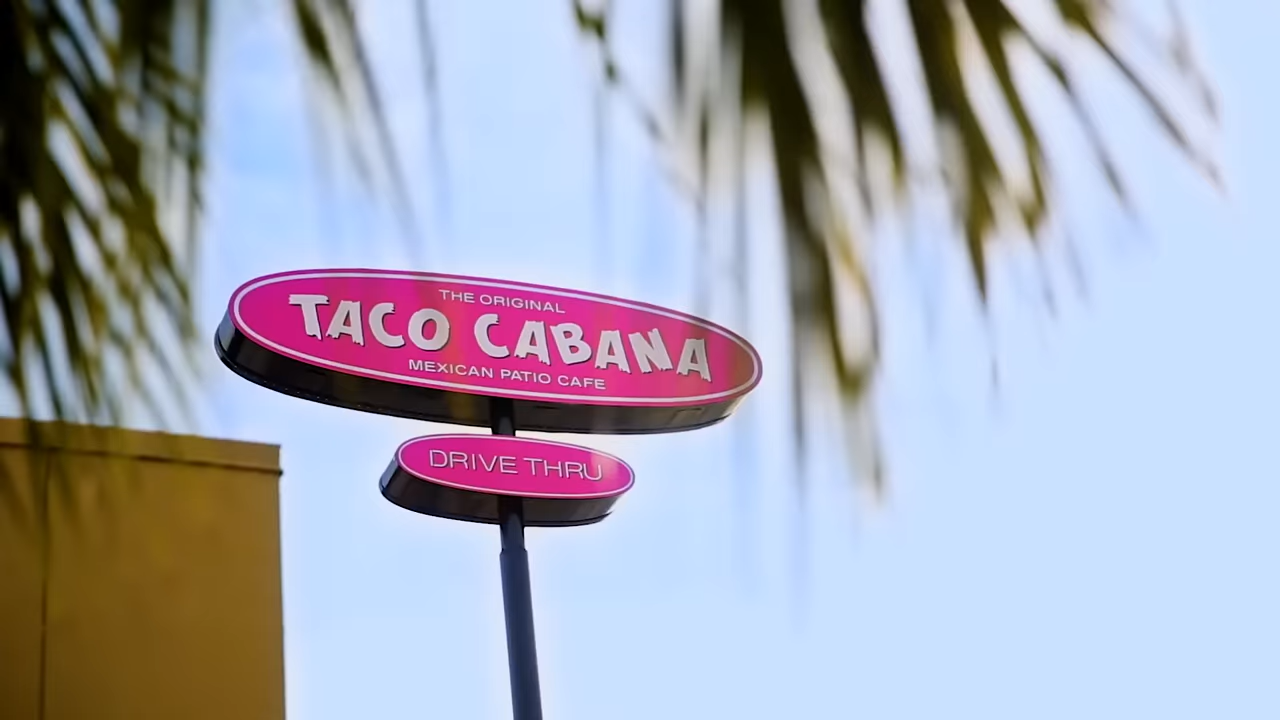 THE ORIGINAL
TACO CABANA
MEXICAN PATIO CAFE
DRIVE THRU